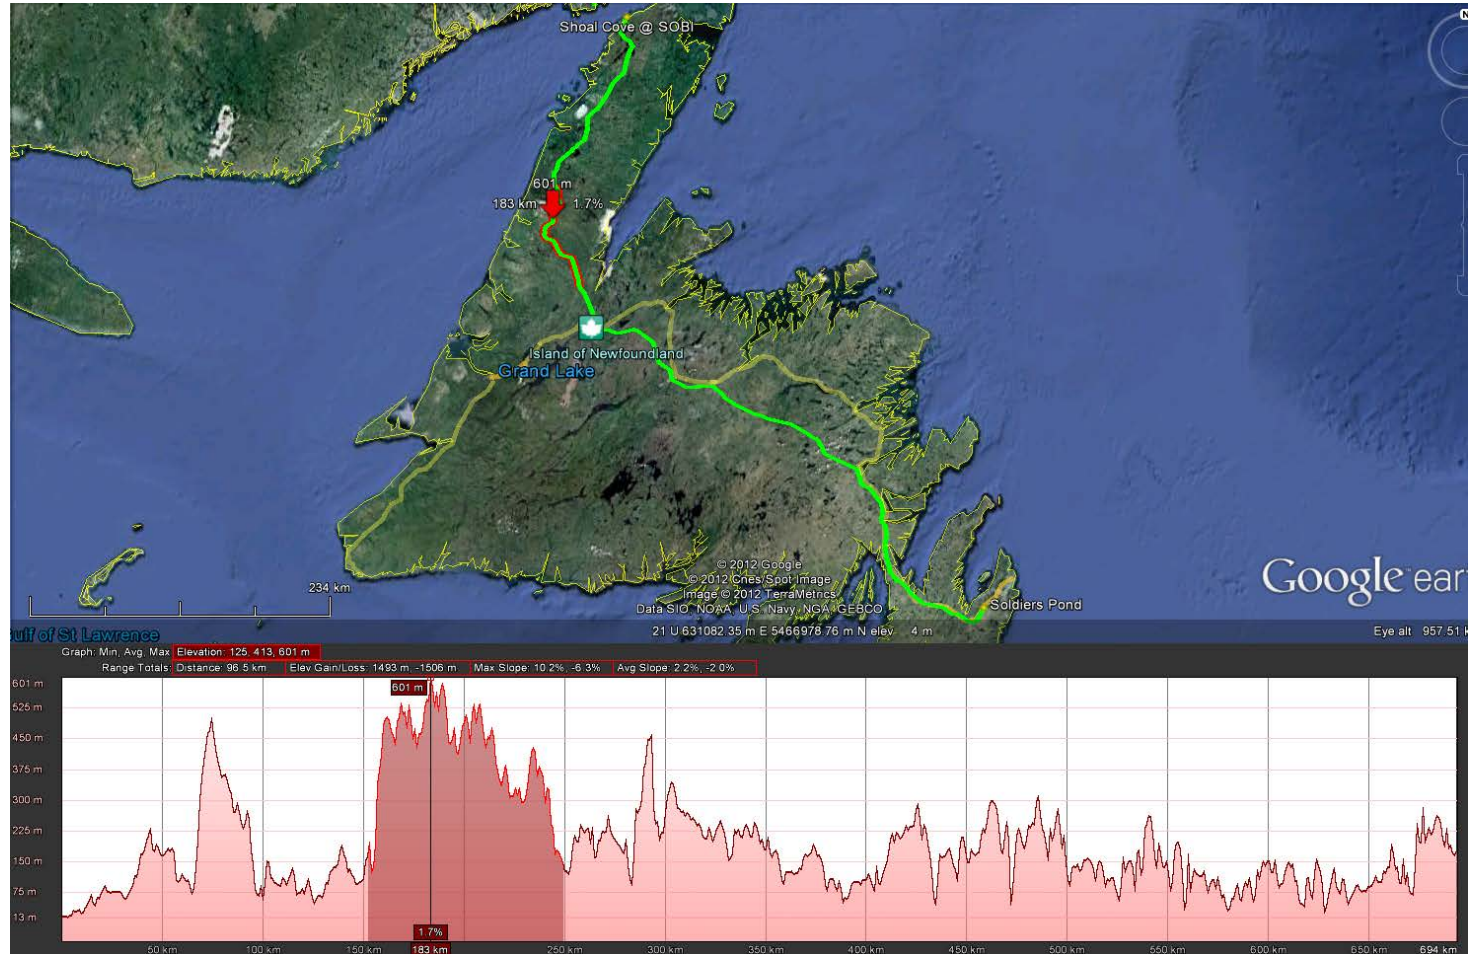 N
Shoal Cove @ SOBI
601 m
183 km
1.7%
Island of Newfoundland
Grand Lake
© 2012 Google
© 2012 Cnes/Spot Image
Image © 2012 TerraMetrics
Data SIO, NOAA, U.S. Navy, NGA, GEBCO
Google ear
Soldiers Pond
234 km
ulf of St Lawrence
21 U 631082.35 m E 5466978.76 m N elev 4 m
Eye alt 957.51 k
Graph: Min, Avg, Max Elevation: 125, 413, 601 m
Range Totals: Distance: 96.5 km Elev Gain/Loss: 1493 m, -1506 m Max Slope: 10.2%, -6.3% Avg Slope: 2.2%, -2.0%
601 m
601 m
525 m
450 m
375 m
300 m
225 m
150 m
75 m
13 m
1.7%
50 km 100 km 150 km 183 km 250 km 300 km 350 km 400 km 450 km 500 km 550 km 600 km 650 km 694 km